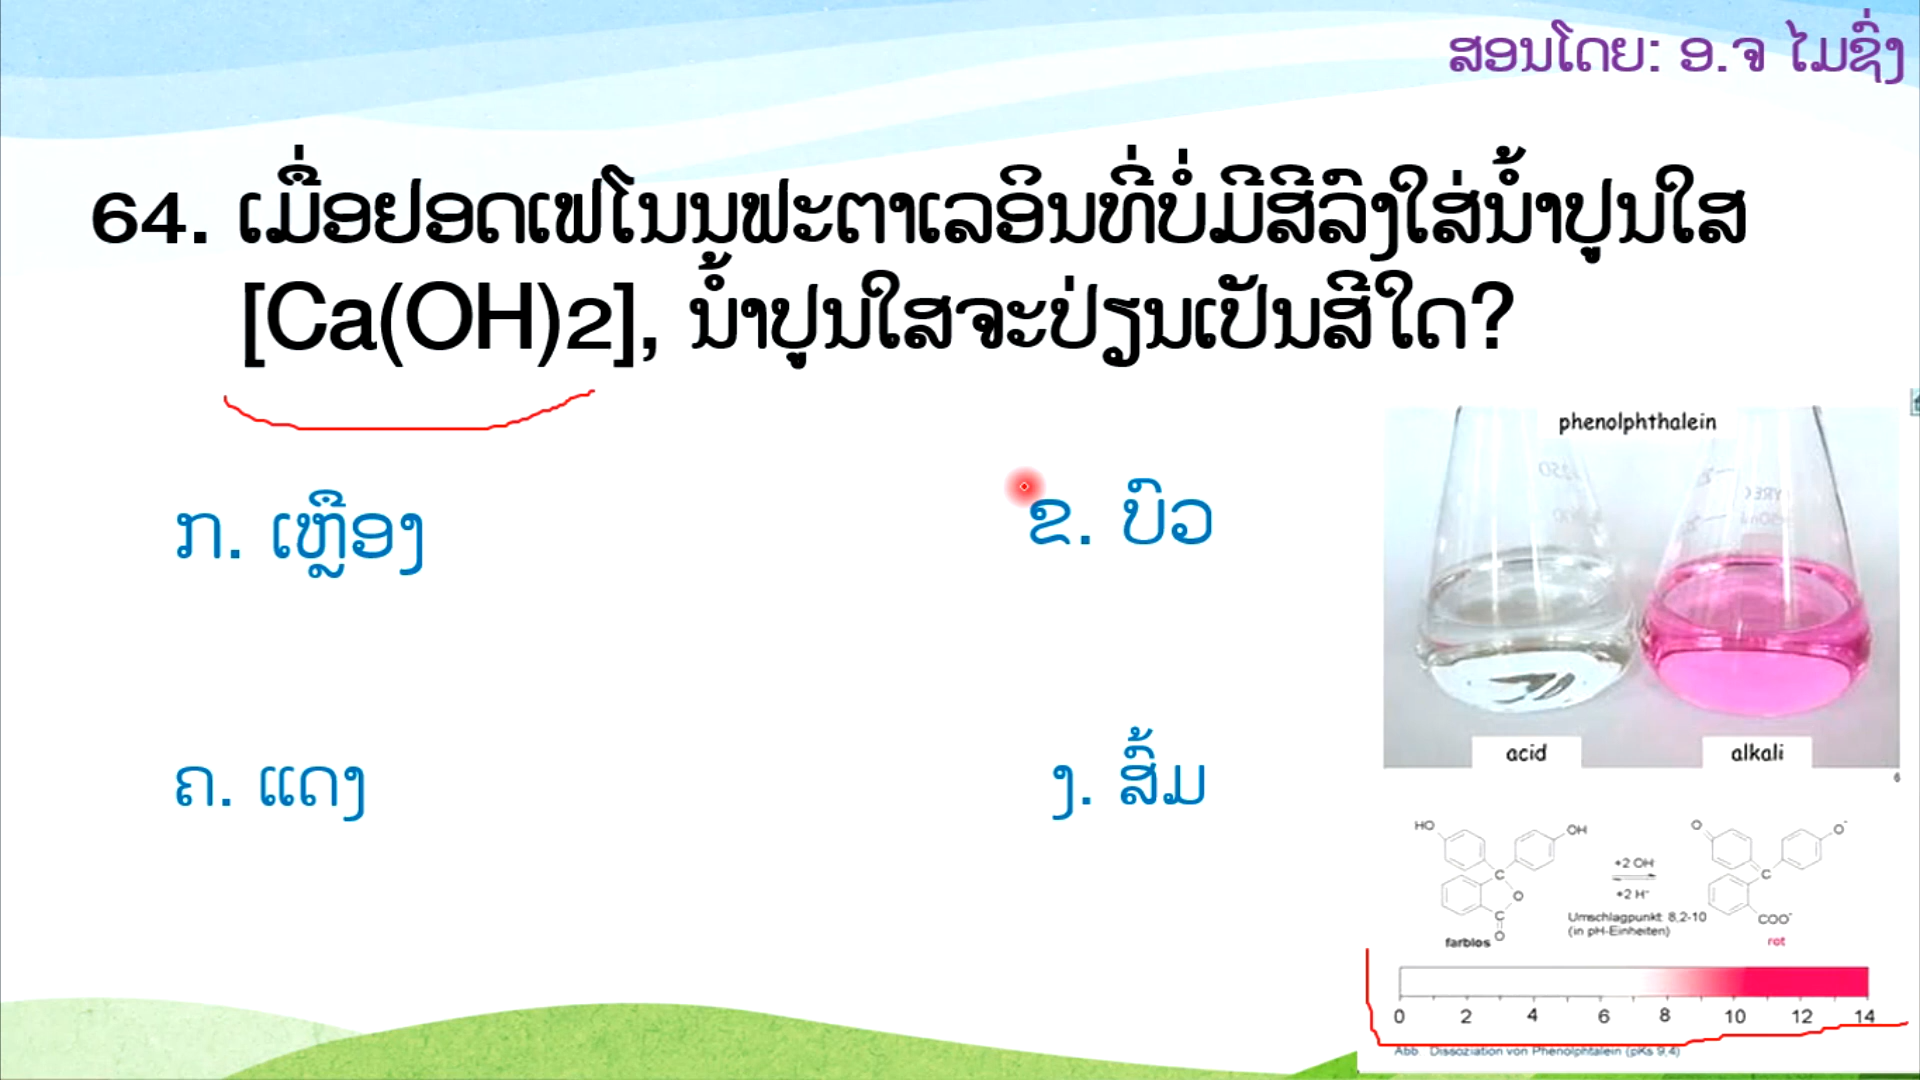 ສອນໂດຍ: ອ.ຈ ໄມຊົ່ງ
64. ເມື່ອຢອດເຟໂນນຟະຕາເລອິນທີ່ບໍ່ມີສີລົງໃສ່ນ້ຳປູນໃສ
[Ca(OH)2], ນ້ຳປູນໃສຈະປ່ຽນເປັນສີໃດ?
ກ. ເຫຼືອງ
ຂ. ບົວ
ຄ. ແດງ
ງ. ສົ້ມ
phenolphthalein
acid
alkali
6
HO
OH
C
O
C
O
farblos
+2 OH
+2 H⁺
Umschlagpunkt: 8,2-10
(in pH-Einheiten)
O
O⁻
C
COO⁻
rot
0 2 4 6 8 10 12 14
Abb. Dissoziation von Phenolphtalein (pKs 9,4)